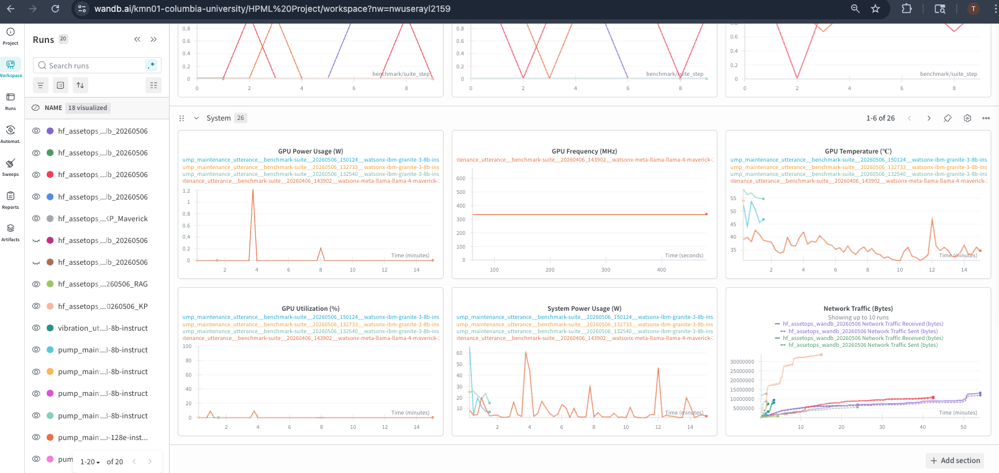 wandb.ai/kmn01-columbia-university/HPML%20Project/workspace?nw=nwuserayl2159
T
Project
Workspace
Runs
Automat.
Sweeps
Reports
Artifacts
Runs 20
Search runs
.*
NAME 18 visualized
hf_assetops_...lb_20260506
hf_assetops_...lb_20260506
hf_assetops_...lb_20260506
hf_assetops_...lb_20260506
hf_assetops_...KP_Maverick
hf_assetops_...lb_20260506
hf_assetops_...lb_20260506
hf_assetops_...260506_RAG
hf_assetops_...0260506_KP
vibration_ut...3-8b-instruct
pump_main...3-8b-instruct
pump_main...3-8b-instruct
pump_main...3-8b-instruct
pump_main...3-8b-instruct
pump_main...-128e-inst...
pum
1-20 of 20
0.8
0.6
0.4
0.2
0
benchmark/suite_step
0 2 4 6 8
0.8
0.6
0.4
0.2
0
benchmark/suite_step
0 2 4 6 8
0.8
0.6
0.4
0.2
0
benchmark/suite_step
0 2 4 6 8
System 26
1-6 of 26
GPU Power Usage (W)
ump_maintenance_utterance__benchmark-suite__20260506_150124__watsonx-ibm-granite-3-8b-ins
ump_maintenance_utterance__benchmark-suite__20260506_132733__watsonx-ibm-granite-3-8b-ins
ump_maintenance_utterance__benchmark-suite__20260506_132540__watsonx-ibm-granite-3-8b-ins
ntenance_utterance__benchmark-suite__20260406_143902__watsonx-meta-llama-llama-4-maverick-
1.2
1
0.8
0.6
0.4
0.2
0
Time (minutes)
2 4 6 8 10 12 14
GPU Frequency (MHz)
ntenance_utterance__benchmark-suite__20260406_143902__watsonx-meta-llama-llama-4-maverick-
600
500
400
300
200
100
0
Time (seconds)
100 200 300 400
GPU Temperature (℃)
ump_maintenance_utterance__benchmark-suite__20260506_150124__watsonx-ibm-granite-3-8b-ins
ump_maintenance_utterance__benchmark-suite__20260506_132733__watsonx-ibm-granite-3-8b-ins
ump_maintenance_utterance__benchmark-suite__20260506_132540__watsonx-ibm-granite-3-8b-ins
ntenance_utterance__benchmark-suite__20260406_143902__watsonx-meta-llama-llama-4-maverick-
55
50
45
40
35
Time (minutes)
2 4 6 8 10 12 14
GPU Utilization (%)
ump_maintenance_utterance__benchmark-suite__20260506_150124__watsonx-ibm-granite-3-8b-ins
ump_maintenance_utterance__benchmark-suite__20260506_132733__watsonx-ibm-granite-3-8b-ins
ump_maintenance_utterance__benchmark-suite__20260506_132540__watsonx-ibm-granite-3-8b-ins
ntenance_utterance__benchmark-suite__20260406_143902__watsonx-meta-llama-llama-4-maverick-
100
80
60
40
20
0
Time (minutes)
2 4 6 8 10 12 14
System Power Usage (W)
ump_maintenance_utterance__benchmark-suite__20260506_150124__watsonx-ibm-granite-3-8b-ins
ump_maintenance_utterance__benchmark-suite__20260506_132733__watsonx-ibm-granite-3-8b-ins
ump_maintenance_utterance__benchmark-suite__20260506_132540__watsonx-ibm-granite-3-8b-ins
ntenance_utterance__benchmark-suite__20260406_143902__watsonx-meta-llama-llama-4-maverick-
60
50
40
30
20
10
Time (minutes)
2 4 6 8 10 12 14
Network Traffic (Bytes)
Showing up to 10 runs
hf_assetops_wandb_20260506 Network Traffic Received (bytes)
hf_assetops_wandb_20260506 Network Traffic Sent (bytes)
hf_assetops_wandb_20260506 Network Traffic Received (bytes)
hf_assetops_wandb_20260506 Network Traffic Sent (bytes)
30000000
25000000
20000000
15000000
10000000
5000000
Time (minutes)
10 20 30 40 50
Add section